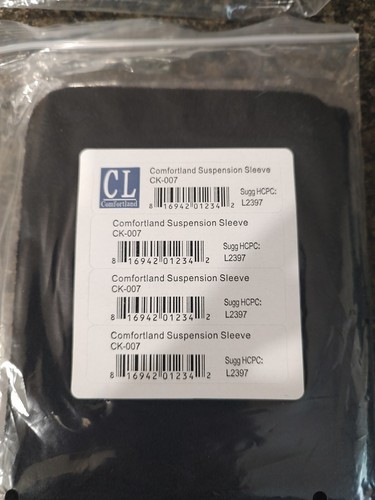 CL
Comfortland
Comfortland Suspension Sleeve
CK-007
Sugg HCPC:
L2397
8 16942 01234 2
Comfortland Suspension Sleeve
CK-007
Sugg HCPC:
L2397
8 16942 01234 2
Comfortland Suspension Sleeve
CK-007
Sugg HCPC:
L2397
8 16942 01234 2
Comfortland Suspension Sleeve
CK-007
Sugg HCPC:
L2397
8 16942 01234 2